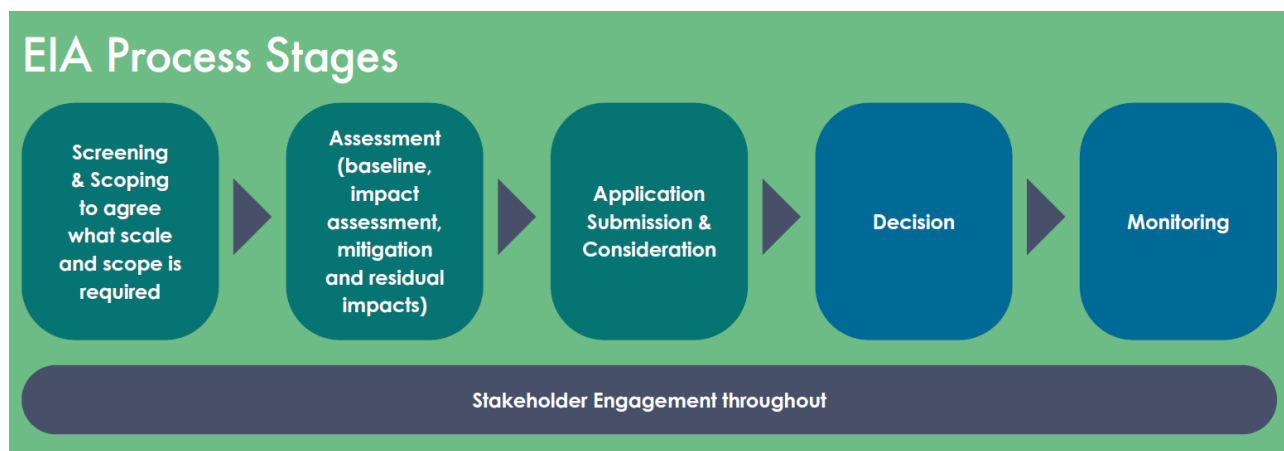 EIA Process Stages
Screening
& Scoping
to agree
what scale
and scope is
required
Assessment
(baseline,
impact
assessment,
mitigation
and residual
impacts)
Application
Submission &
Consideration
Decision
Monitoring
Stakeholder Engagement throughout